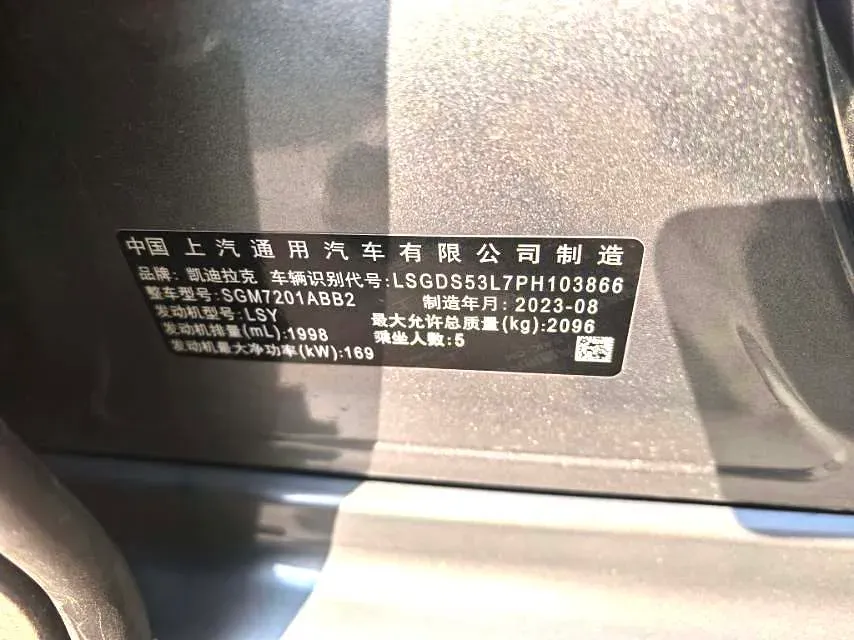 中国 上汽通用汽车有限公司制造
品牌: 凯迪拉克 车辆识别代号:LSGDS53L7PH103866
整车型号:SGM7201ABB2 制造年月: 2023-08
发动机型号:LSY 最大允许总质量(kg):2096
发动机排量(mL):1998 乘坐人数:5
发动机最大净功率(kW):169